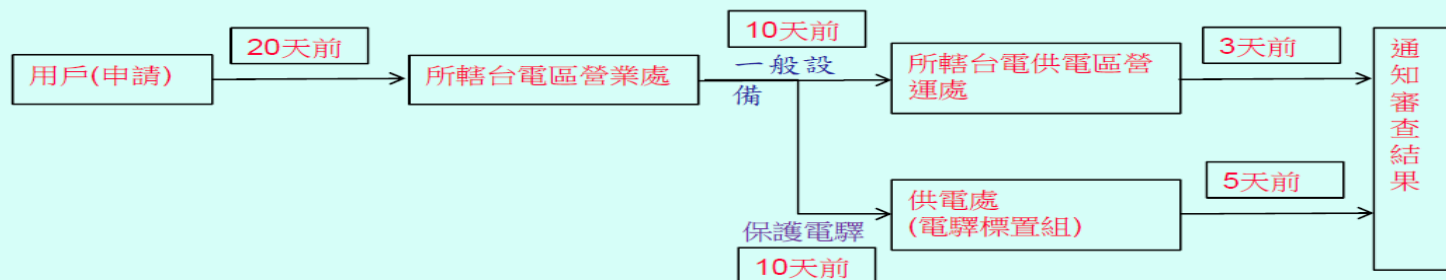 用戶(申請)
20天前
所轄台電區營業處
10天前
一般設
備
所轄台電供電區營
運處
3天前
保護電驛
10天前
供電處
(電驛標置組)
5天前
通
知
審
查
結
果